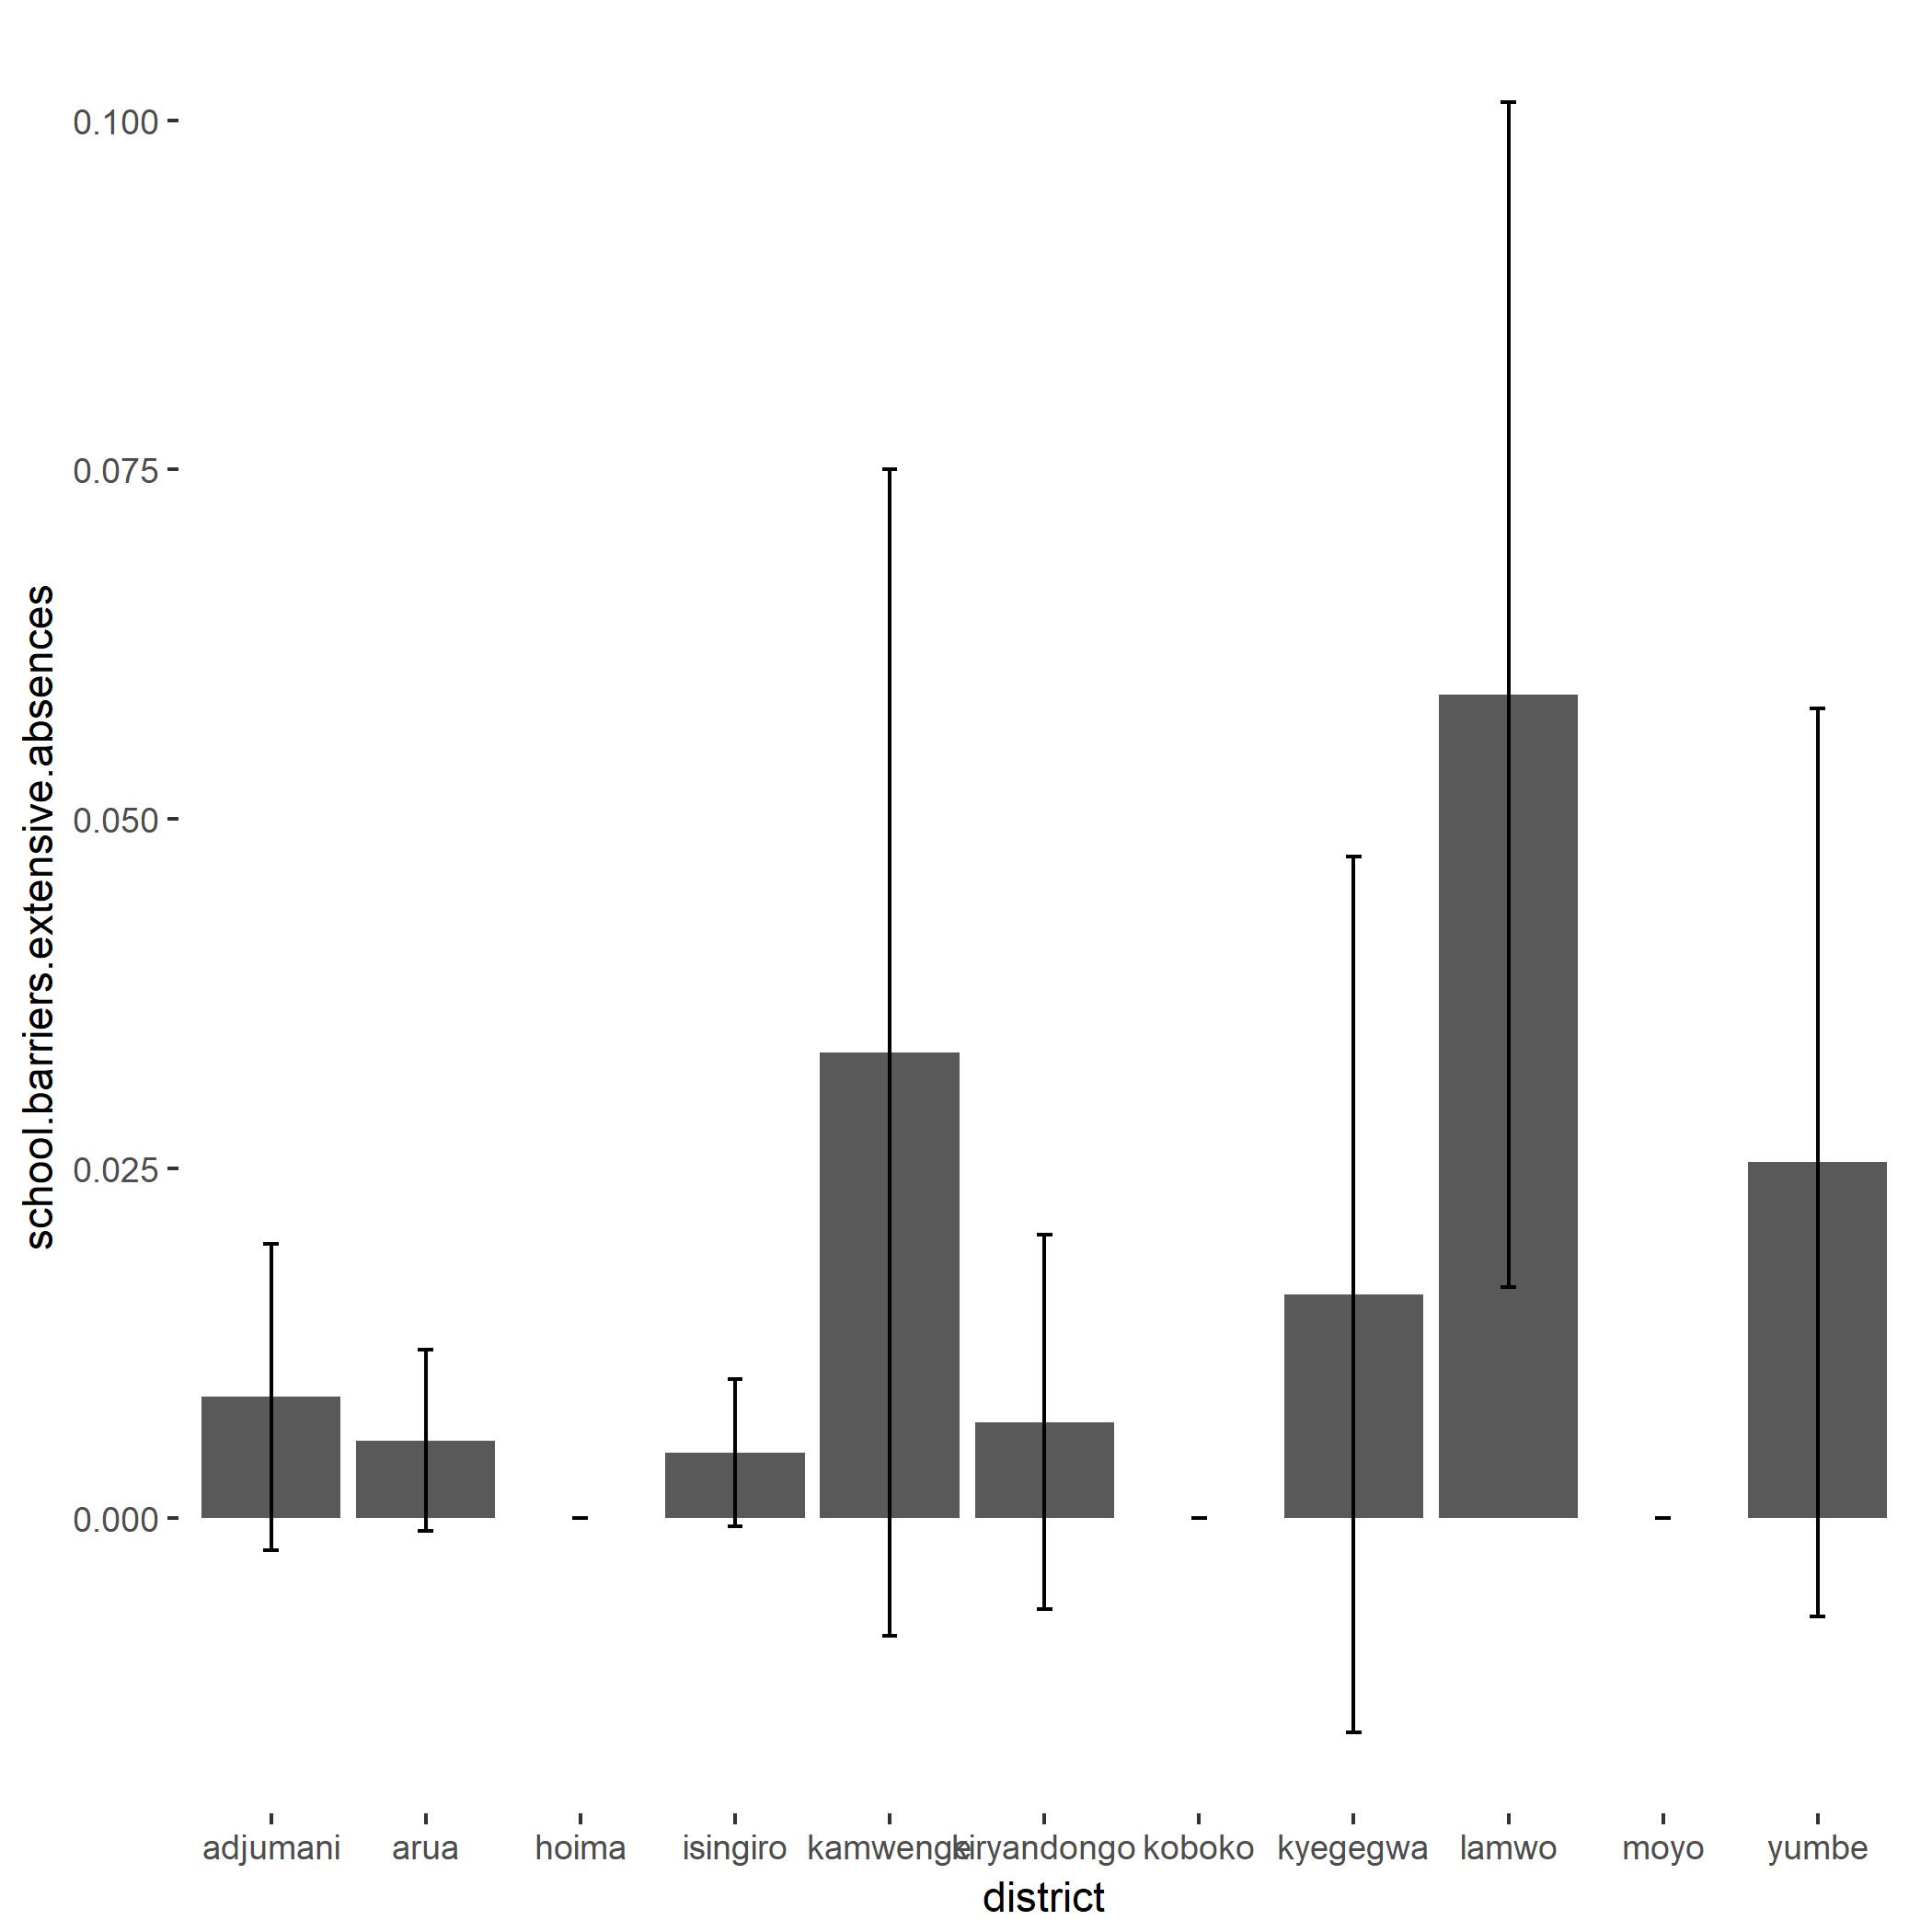 school.barriers.extensive.absences
0.100
0.075
0.050
0.025
0.000
adjumani arua hoima isingiro kamwenge kiryandongo koboko kyegegwa lamwo moyo yumbe
district